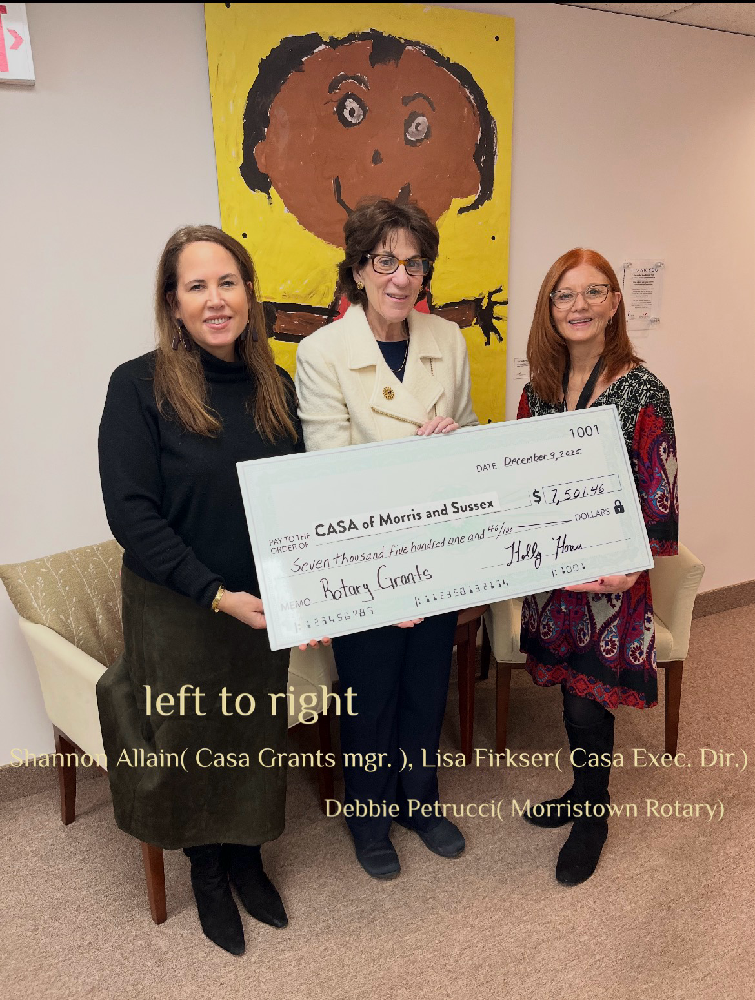 THANK YOU
1001
DATE December 9, 2025
$ 7,501.46
PAY TO THE
ORDER OF CASA of Morris and Sussex
Seven thousand five hundred one and 46/100 DOLLARS
MEMO Rotary Grants
Holly
123456789 112358132134 1001
left to right
Shannon Allain( Casa Grants mgr. ), Lisa Firkser( Casa Exec. Dir.)
Debbie Petrucci( Morristown Rotary)